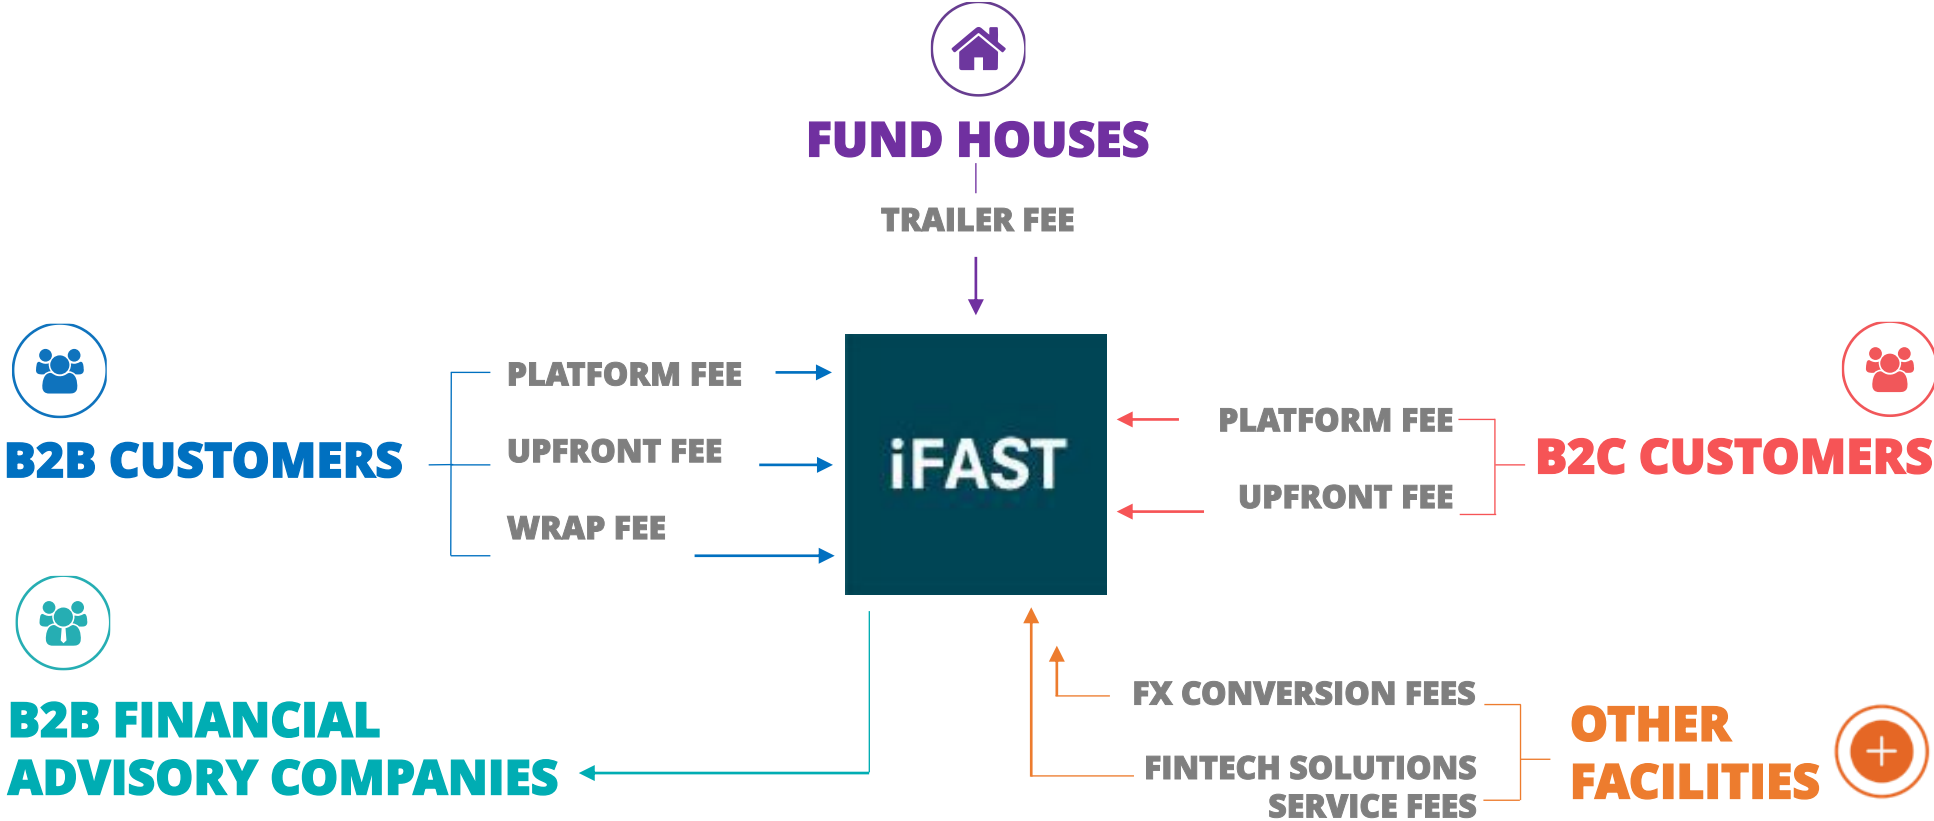 FUND HOUSES
TRAILER FEE
B2B CUSTOMERS
PLATFORM FEE
UPFRONT FEE
WRAP FEE
iFAST
PLATFORM FEE
UPFRONT FEE
B2C CUSTOMERS
B2B FINANCIAL
ADVISORY COMPANIES
FX CONVERSION FEES
FINTECH SOLUTIONS
SERVICE FEES
OTHER
FACILITIES